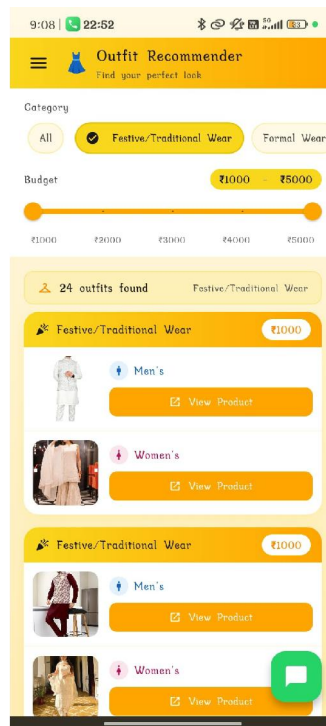 9:08 | 22:52 5G 83
Outfit Recommender
Find your perfect look
Category
All Festive/Traditional Wear Formal Wear
Budget ₹1000 - ₹5000
₹1000 ₹2000 ₹3000 ₹4000 ₹5000
24 outfits found Festive/Traditional Wear
Festive/Traditional Wear ₹1000
Men's
View Product
Women's
View Product
Festive/Traditional Wear ₹1000
Men's
View Product
Women's
View Product